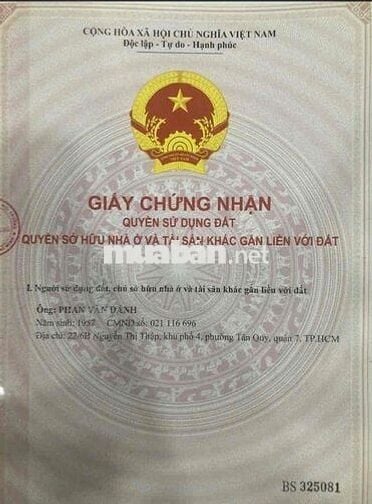 CỘNG HÒA XÃ HỘI CHỦ NGHĨA VIỆT NAM
Độc lập - Tự do - Hạnh phúc
GIẤY CHỨNG NHẬN
QUYỀN SỬ DỤNG ĐẤT
QUYỀN SỞ HỮU NHÀ Ở VÀ TÀI SẢN KHÁC GẮN LIỀN VỚI ĐẤT
muaban.net
I. Người sử dụng đất, chủ sở hữu nhà ở và tài sản khác gắn liền với đất
Ông: PHAN VĂN DANH
Năm sinh: 1957 CMND số: 021 116 696
Địa chỉ: 22/6B Nguyễn Thị Thập, khu phố 4, phường Tân Quy, quận 7, TP.HCM
BS 325081